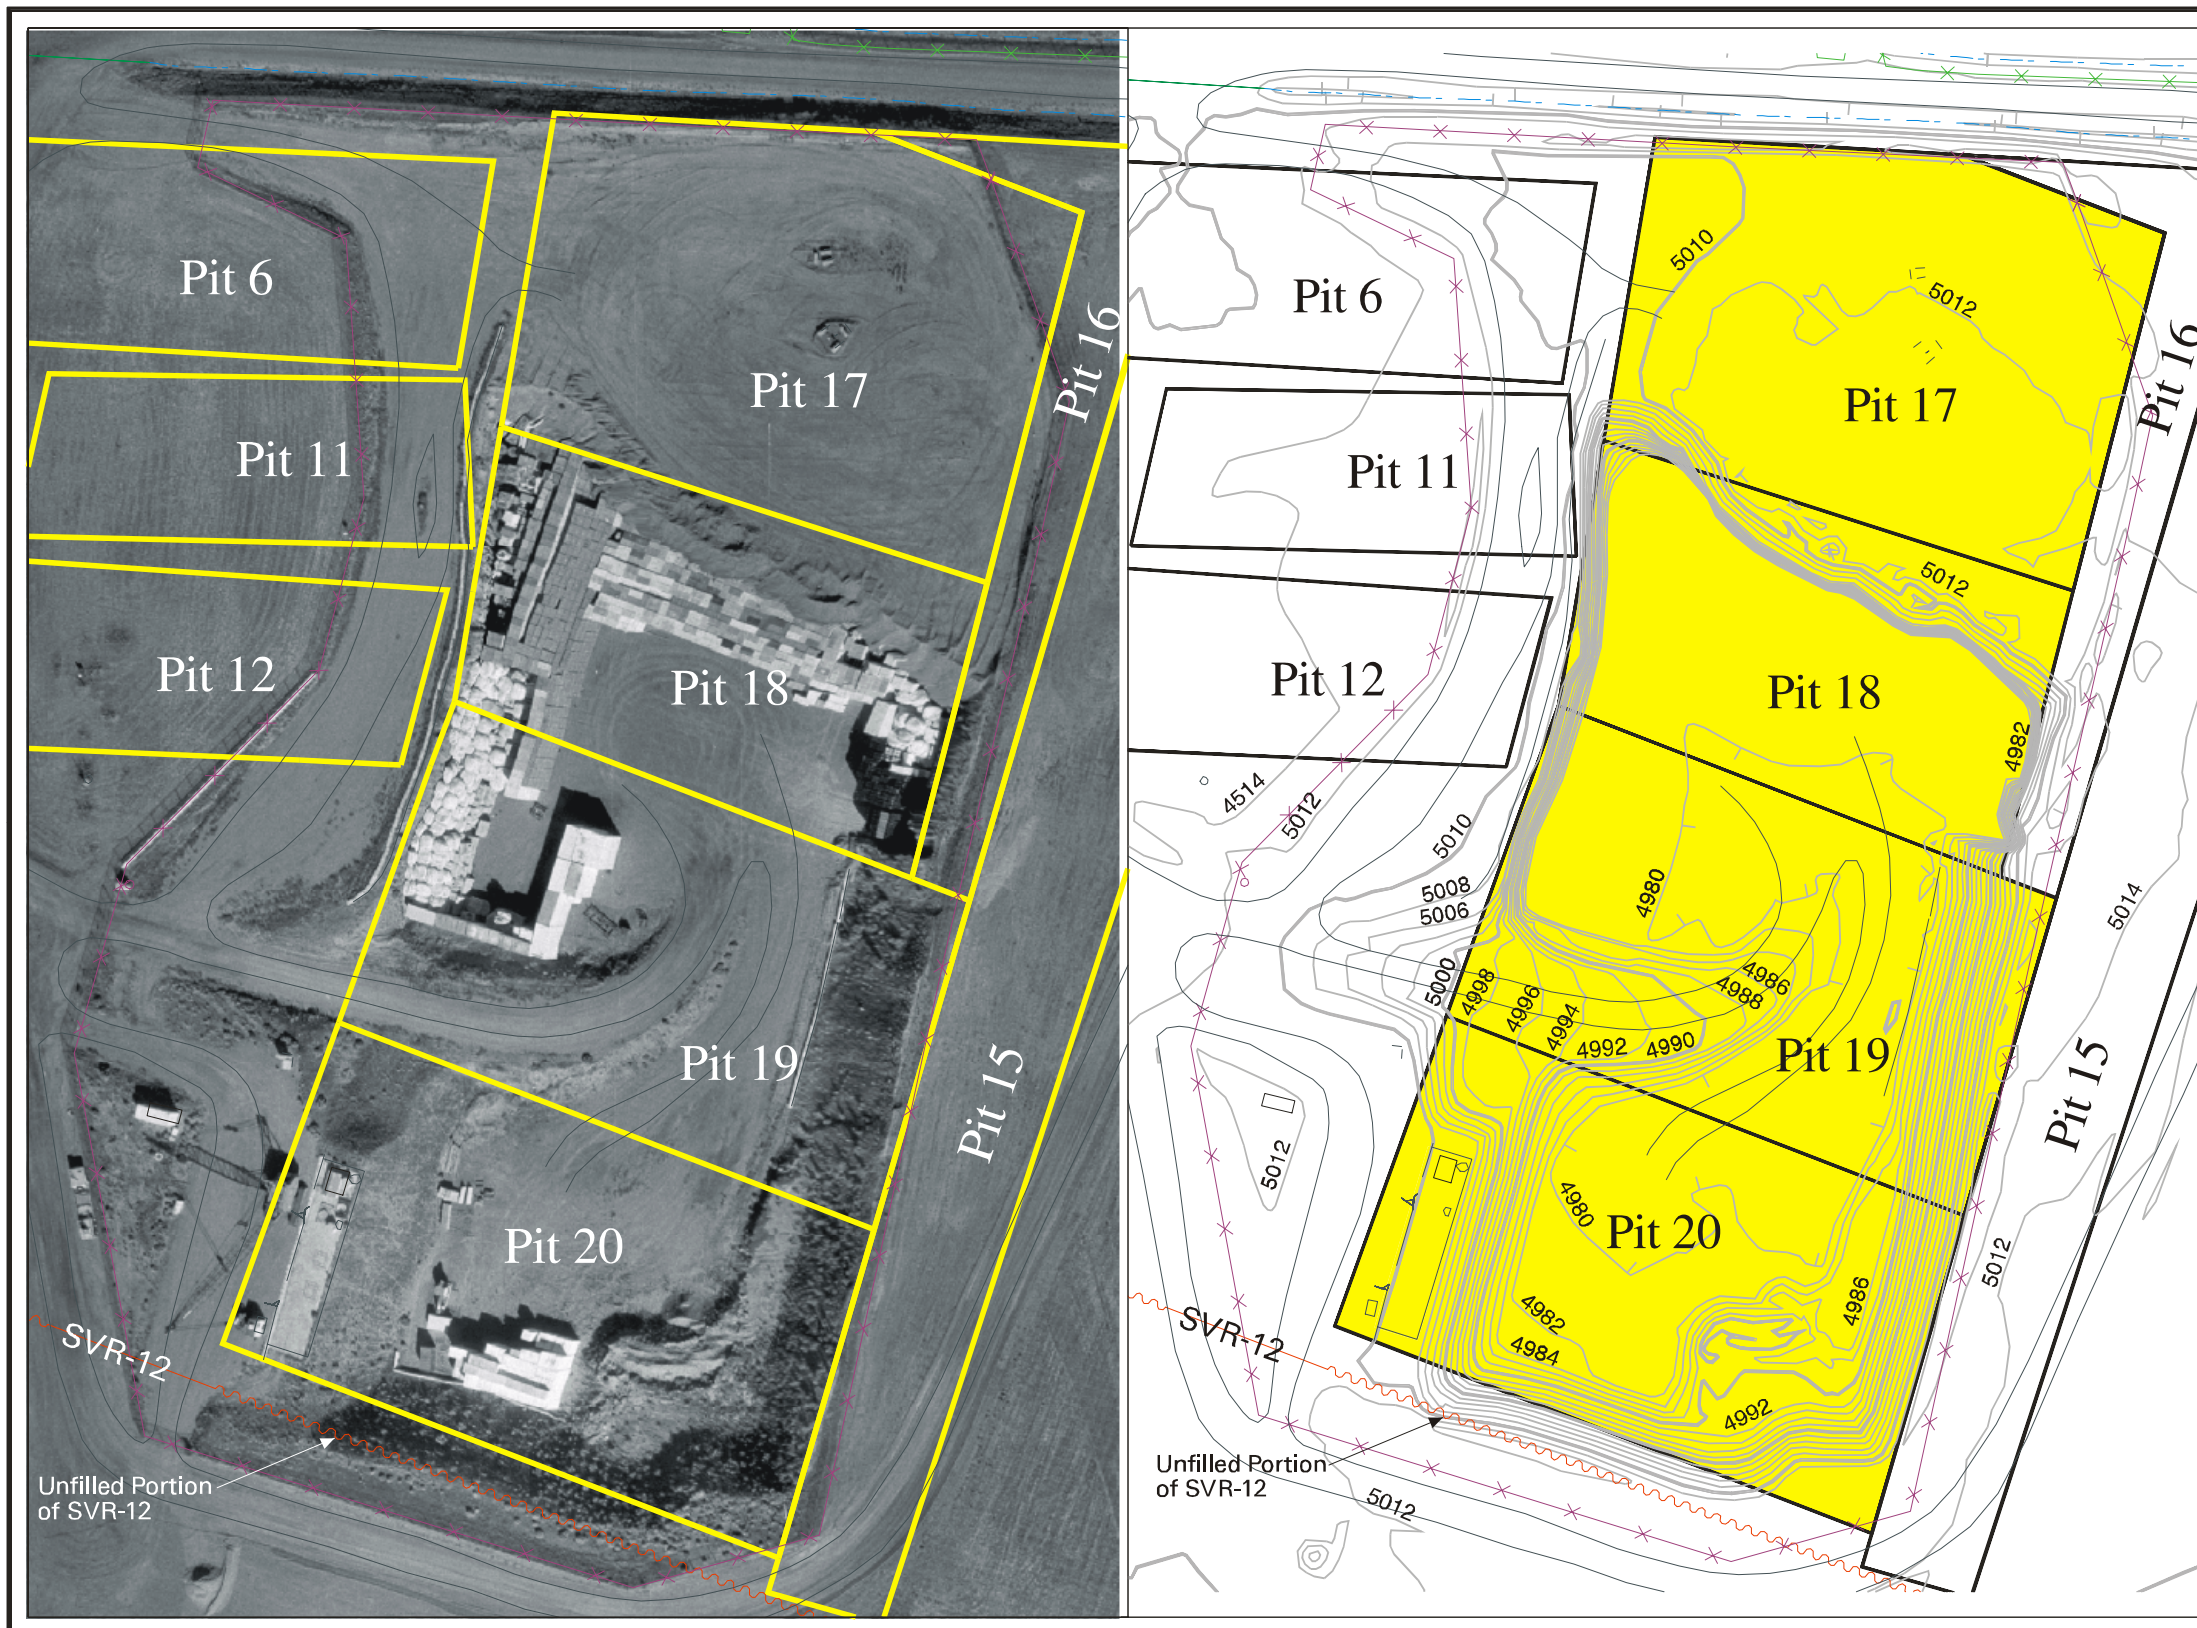 Pit 6
Pit 17
Pit 16
Pit 11
Pit 18
Pit 12
Pit 19
Pit 15
Pit 20
SVR-12
Unfilled Portion
of SVR-12
5010
5012
Pit 6
Pit 17
Pit 16
Pit 11
5012
Pit 18
Pit 12
4982
4514
5012
5010
5008
5006
4980
5014
5000
4998
4996
4994
4992
4990
4988
4986
Pit 19
Pit 15
5012
4980
Pit 20
5012
4986
4982
4984
SVR-12
4992
Unfilled Portion
of SVR-12
5012